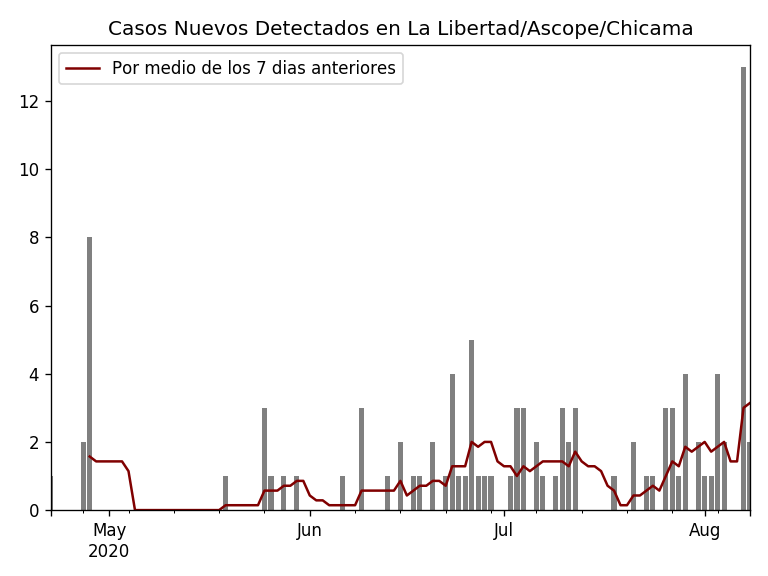 Casos Nuevos Detectados en La Libertad/Ascope/Chicama
Por medio de los 7 dias anteriores
12
10
8
6
4
2
0
May Jun Jul Aug
2020